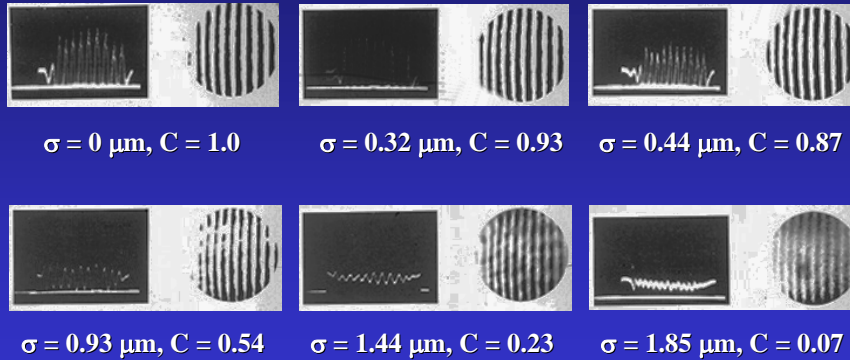 σ = 0 μm, C = 1.0
σ = 0.32 μm, C = 0.93
σ = 0.44 μm, C = 0.87
σ = 0.93 μm, C = 0.54
σ = 1.44 μm, C = 0.23
σ = 1.85 μm, C = 0.07